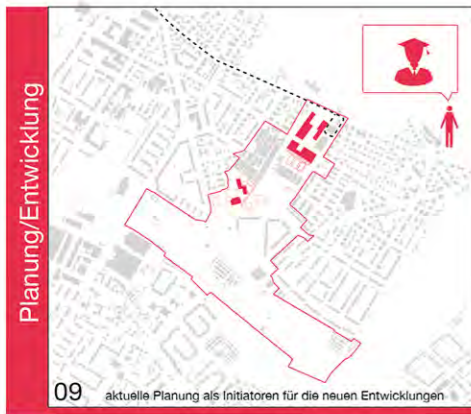 Planung/Entwicklung
09
aktuelle Planung als Initiatoren für die neuen Entwicklungen